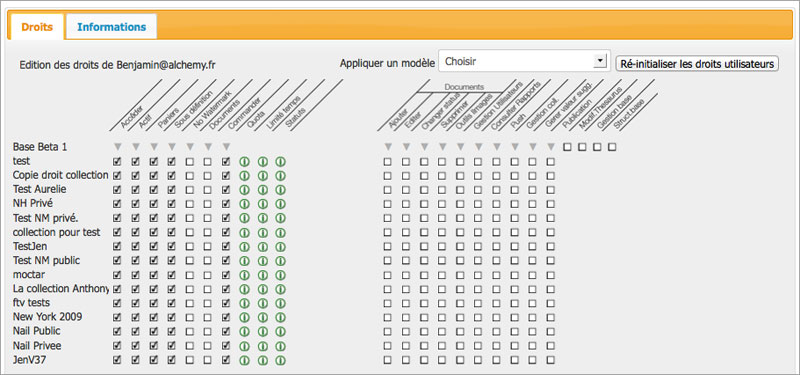 Droits
Informations
Edition des droits de Benjamin@alchemy.fr
Appliquer un modèle
Choisir
Ré-initialiser les droits utilisateurs
Documents
Accéder
Actif
Paniers
Sous définition
No Watermark
Documents
Commander
Quota
Limite temps
Statuts
Ajouter
Editer
Changer status
Supprimer
Outils Images
Gestion Utilisateurs
Consulter Rapports
Push
Gestion coll.
Gerer valeur sugg.
Publication
Modif.Thesaurus
Gestion base
Struct.base
Base Beta 1
test
Copie droit collection
Test Aurelie
NH Privé
Test NM privé.
collection pour test
TestJen
Test NM public
moctar
La collection Anthony
ftv tests
New York 2009
Nail Public
Nail Privee
JenV37